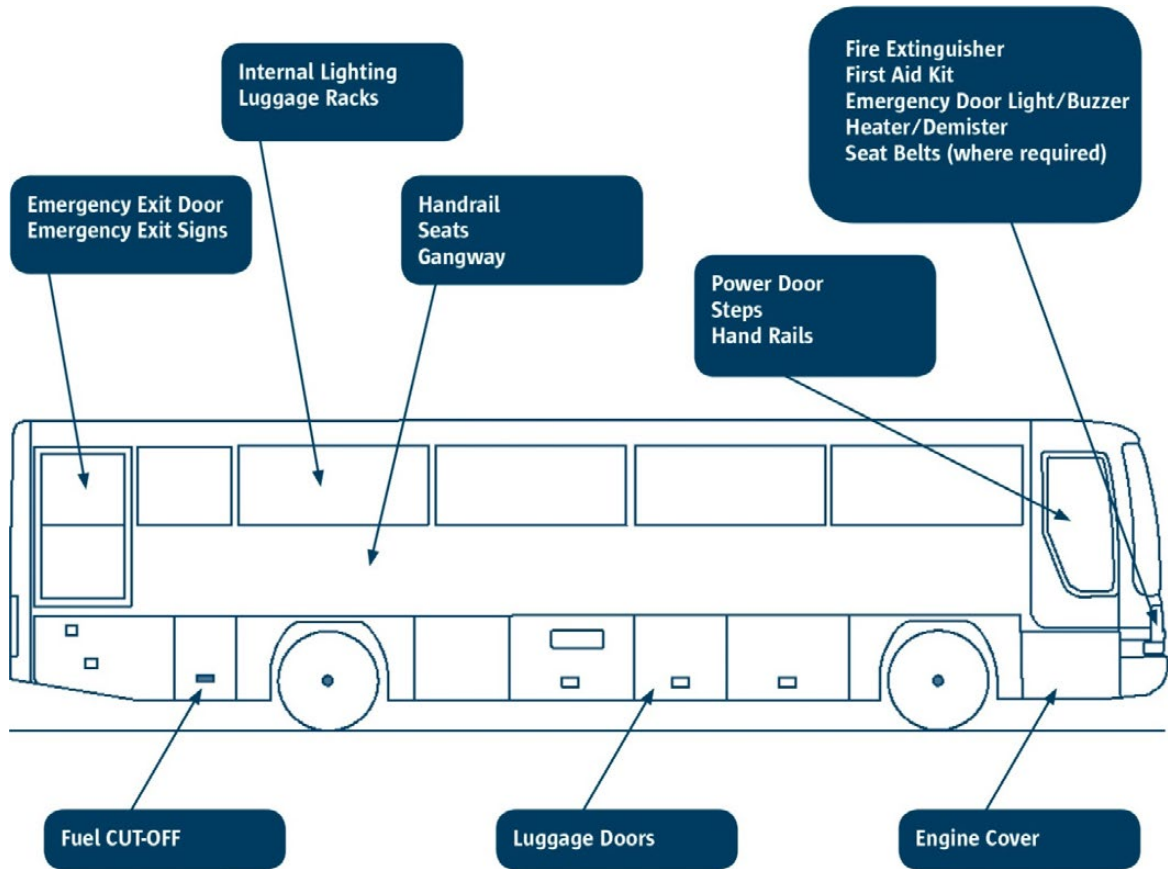 Fire Extinguisher
First Aid Kit
Emergency Door Light/Buzzer
Heater/Demister
Seat Belts (where required)
Internal Lighting
Luggage Racks
Emergency Exit Door
Emergency Exit Signs
Handrail
Seats
Gangway
Power Door
Steps
Hand Rails
Fuel CUT-OFF
Luggage Doors
Engine Cover